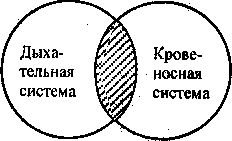 Дыха-
тельная
система
Крове-
носная
система